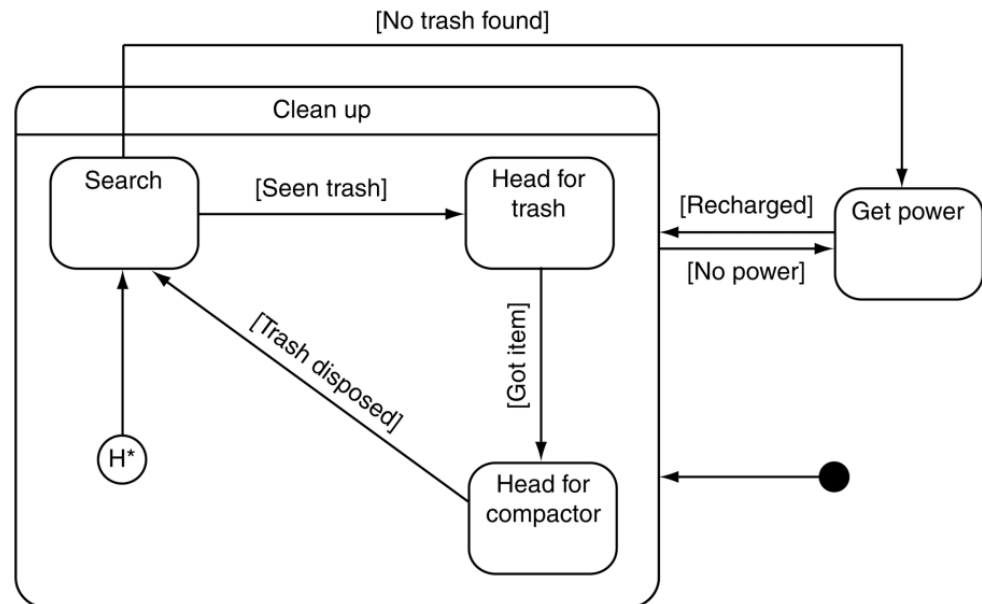 [No trash found]
Clean up
Search
[Seen trash]
Head for
trash
[Recharged]
Get power
[No power]
[Got item]
[Trash disposed]
H*
Head for
compactor